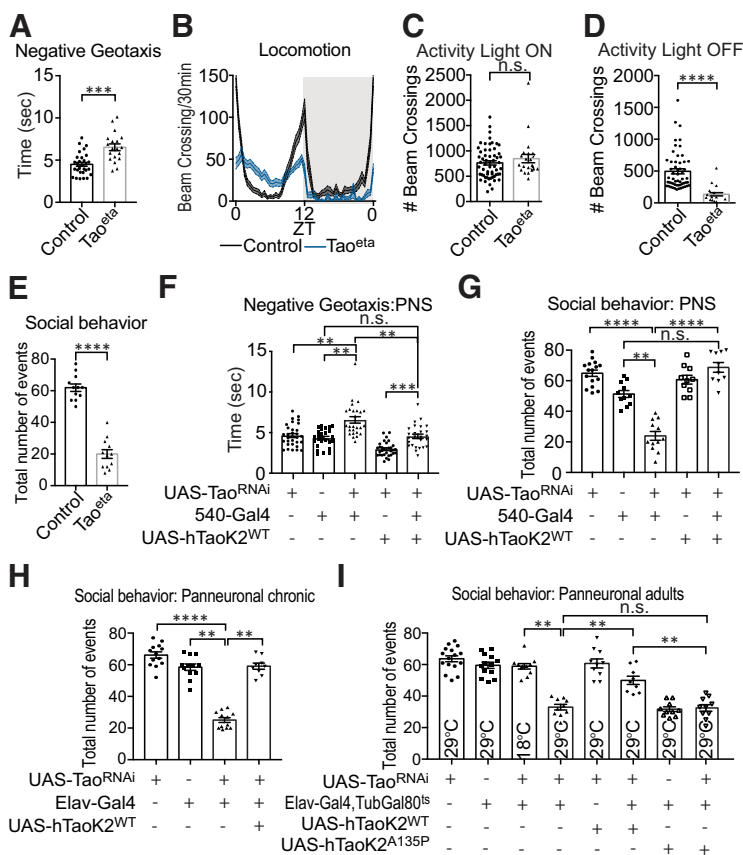 A
Negative Geotaxis
***
15
10
5
0
Time (sec)
Control
Tao^eta
B
Locomotion
150
100
50
0
Beam Crossing/30min
0 12 0
ZT
Control Tao^eta
C
Activity Light ON
n.s.
2500
2000
1500
1000
500
0
# Beam Crossings
Control
Tao^eta
D
Activity Light OFF
****
2000
1500
1000
500
0
# Beam Crossings
Control
Tao^eta
E
Social behavior
****
80
60
40
20
0
Total number of events
Control
Tao^eta
F
Negative Geotaxis:PNS
n.s.
** **
**
***
15
10
5
0
Time (sec)
UAS-Tao^RNAi + - + - +
540-Gal4 - + + - +
UAS-hTaoK2^WT - - - + +
G
Social behavior: PNS
**** ****
n.s.
**
80
60
40
20
0
Total number of events
UAS-Tao^RNAi + - + - +
540-Gal4 - + + - +
UAS-hTaoK2^WT - - - + +
H
Social behavior: Panneuronal chronic
****
** **
80
60
40
20
0
Total number of events
UAS-Tao^RNAi + - + +
Elav-Gal4 - + + +
UAS-hTaoK2^WT - - - +
I
Social behavior: Panneuronal adults
n.s.
** **
**
80
60
40
20
0
Total number of events
29°C 29°C 18°C 29°C 29°C 29°C 29°C 29°C
UAS-Tao^RNAi + - + + - + - +
Elav-Gal4,TubGal80^ts - + + + - + + +
UAS-hTaoK2^WT - - - - + + - -
UAS-hTaoK2^A135P - - - - - - + +